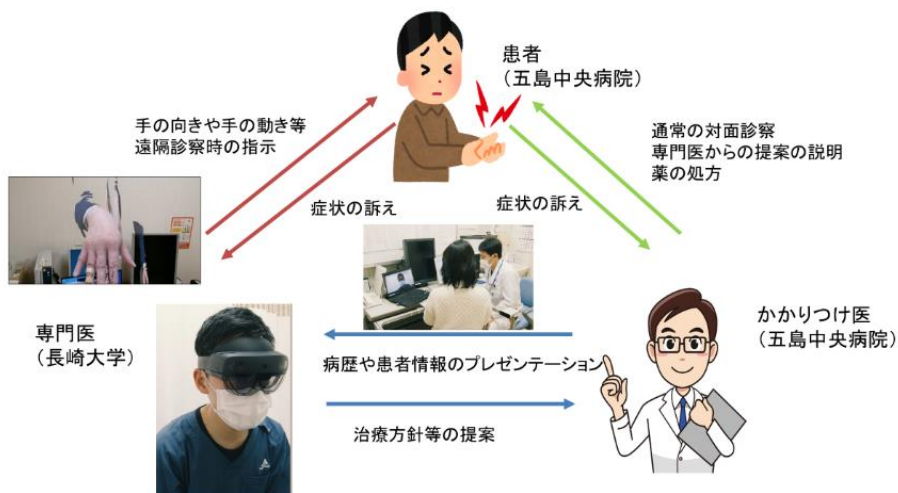 患者
（五島中央病院）
手の向きや手の動き等
遠隔診察時の指示
通常の対面診察
専門医からの提案の説明
薬の処方
症状の訴え
症状の訴え
専門医
（長崎大学）
かかりつけ医
（五島中央病院）
病歴や患者情報のプレゼンテーション
治療方針等の提案